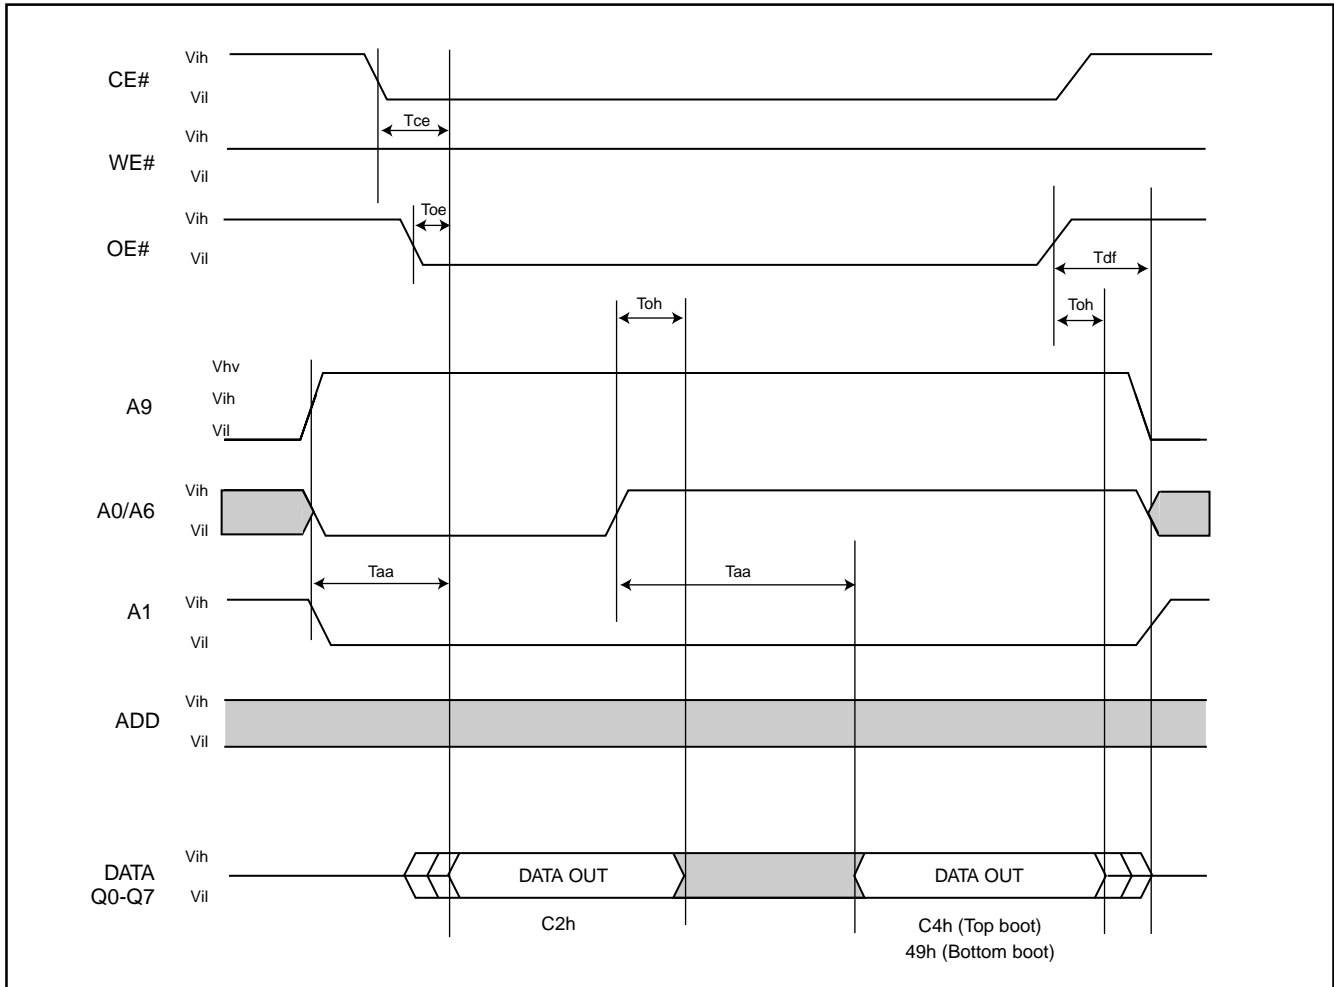 Vih
CE#
Vil
Tce
Vih
WE#
Vil
Toe
Vih
OE#
Vil
Tdf
Toh
Toh
Vhv
Vih
A9
Vil
Vih
A0/A6
Vil
Taa
Taa
Vih
A1
Vil
Vih
ADD
Vil
Vih
DATA
Q0-Q7
Vil
DATA OUT
DATA OUT
C2h
C4h (Top boot)
49h (Bottom boot)